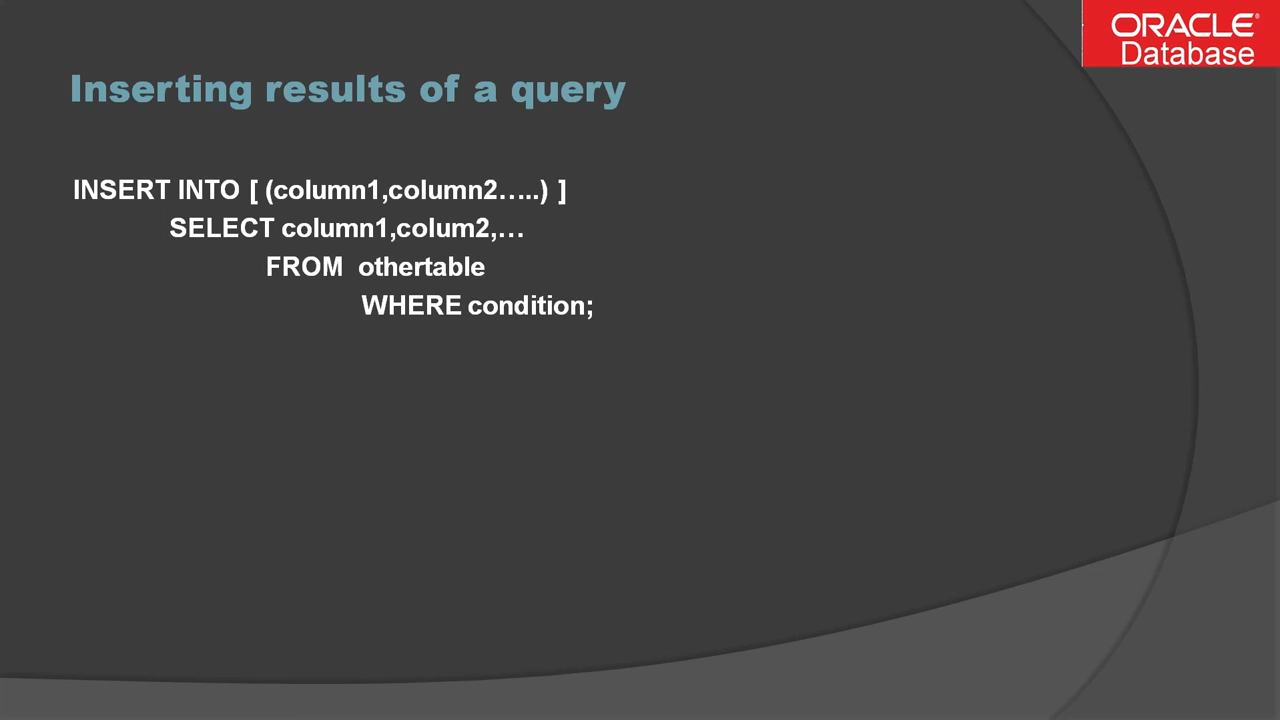 ORACLE®
Database
Inserting results of a query
INSERT INTO [ (column1,column2…..) ]
SELECT column1,colum2,…
FROM othertable
WHERE condition;